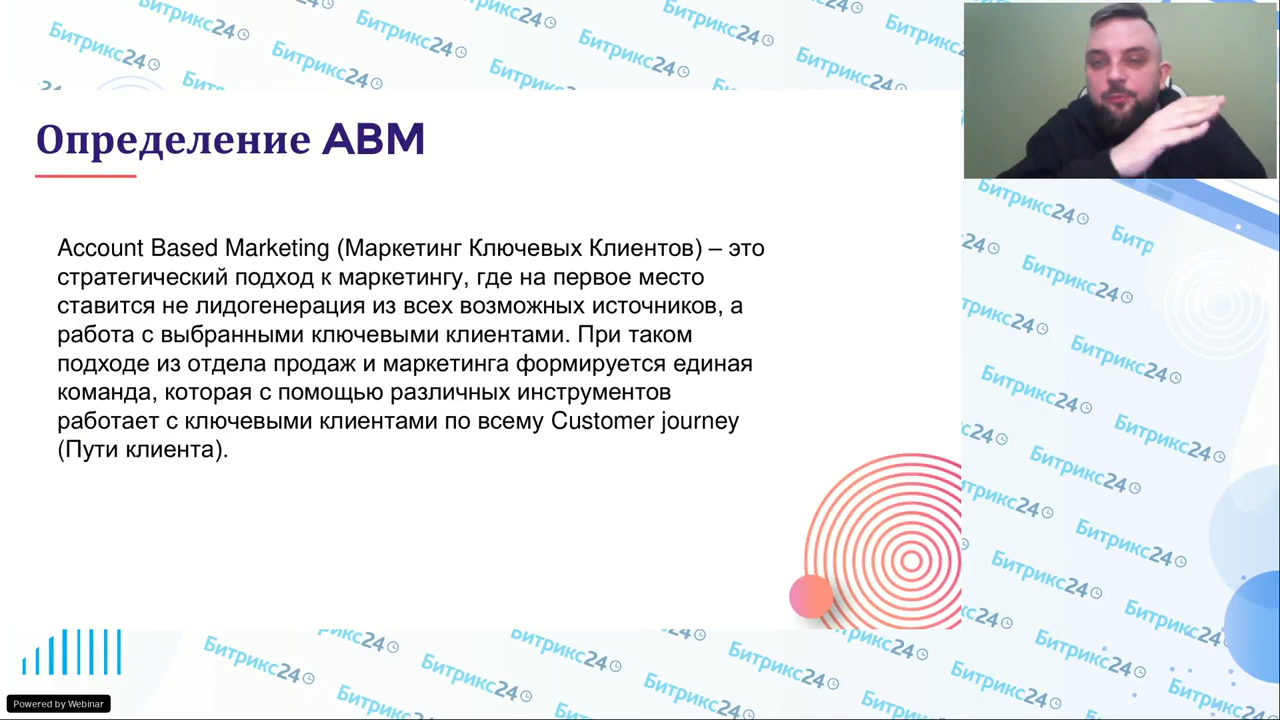 Определение ABM
Account Based Marketing (Маркетинг Ключевых Клиентов) – это
стратегический подход к маркетингу, где на первое место
ставится не лидогенерация из всех возможных источников, а
работа с выбранными ключевыми клиентами. При таком
подходе из отдела продаж и маркетинга формируется единая
команда, которая с помощью различных инструментов
работает с ключевыми клиентами по всему Customer journey
(Пути клиента).
Битрикс24
Powered by Webinar